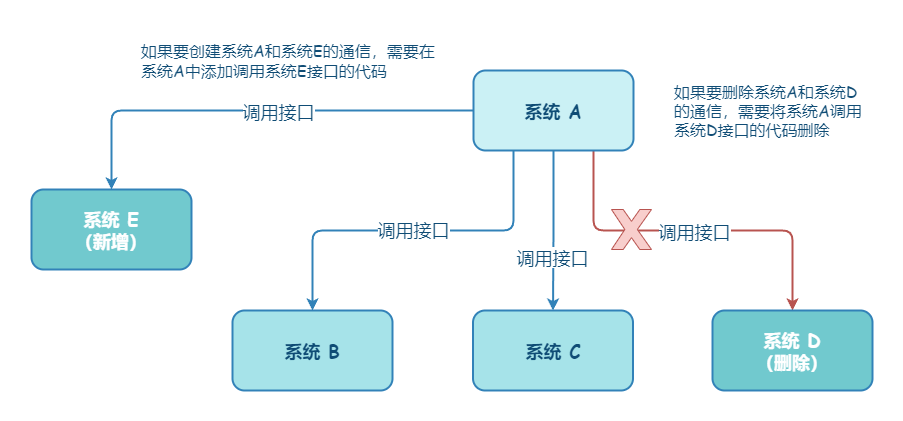 如果要创建系统A和系统E的通信，需要在
系统A中添加调用系统E接口的代码
系统 A
如果要删除系统A和系统D
的通信，需要将系统A调用
系统D接口的代码删除
调用接口
系统 E
(新增)
调用接口
调用接口
调用接口
系统 B
系统 C
系统 D
(删除)